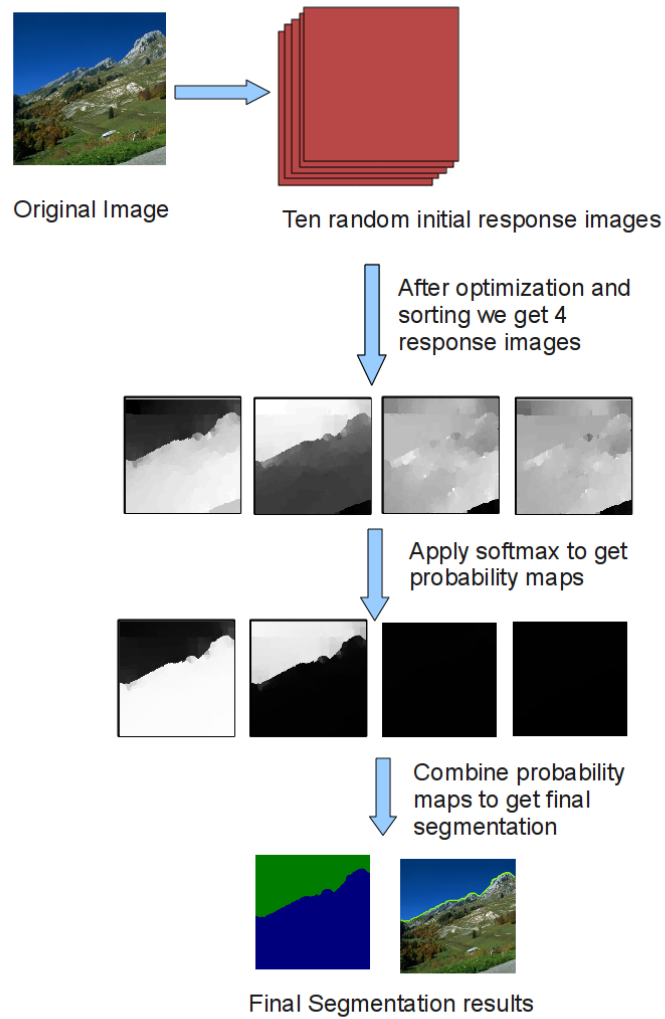 Original Image
Ten random initial response images
After optimization and
sorting we get 4
response images
Apply softmax to get
probability maps
Combine probability
maps to get final
segmentation
Final Segmentation results